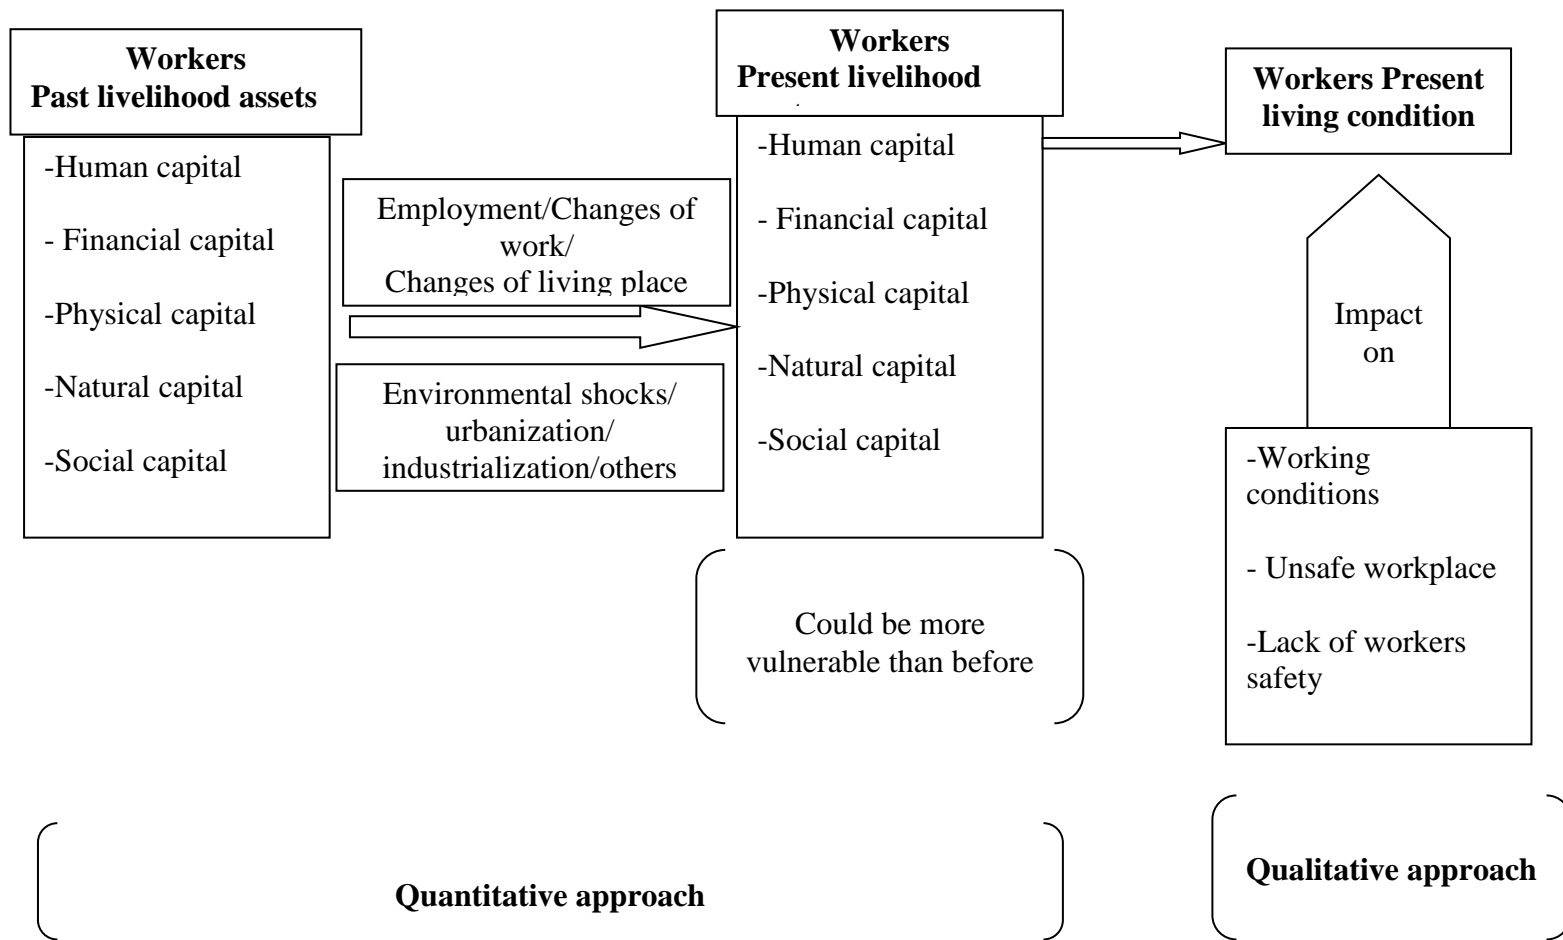 Workers
Past livelihood assets
-Human capital
- Financial capital
-Physical capital
-Natural capital
-Social capital
Employment/Changes of
work/
Changes of living place
Environmental shocks/
urbanization/
industrialization/others
Workers
Present livelihood
-Human capital
- Financial capital
-Physical capital
-Natural capital
-Social capital
Could be more
vulnerable than before
Workers Present
living condition
Impact
on
-Working
conditions
- Unsafe workplace
-Lack of workers
safety
Quantitative approach
Qualitative approach